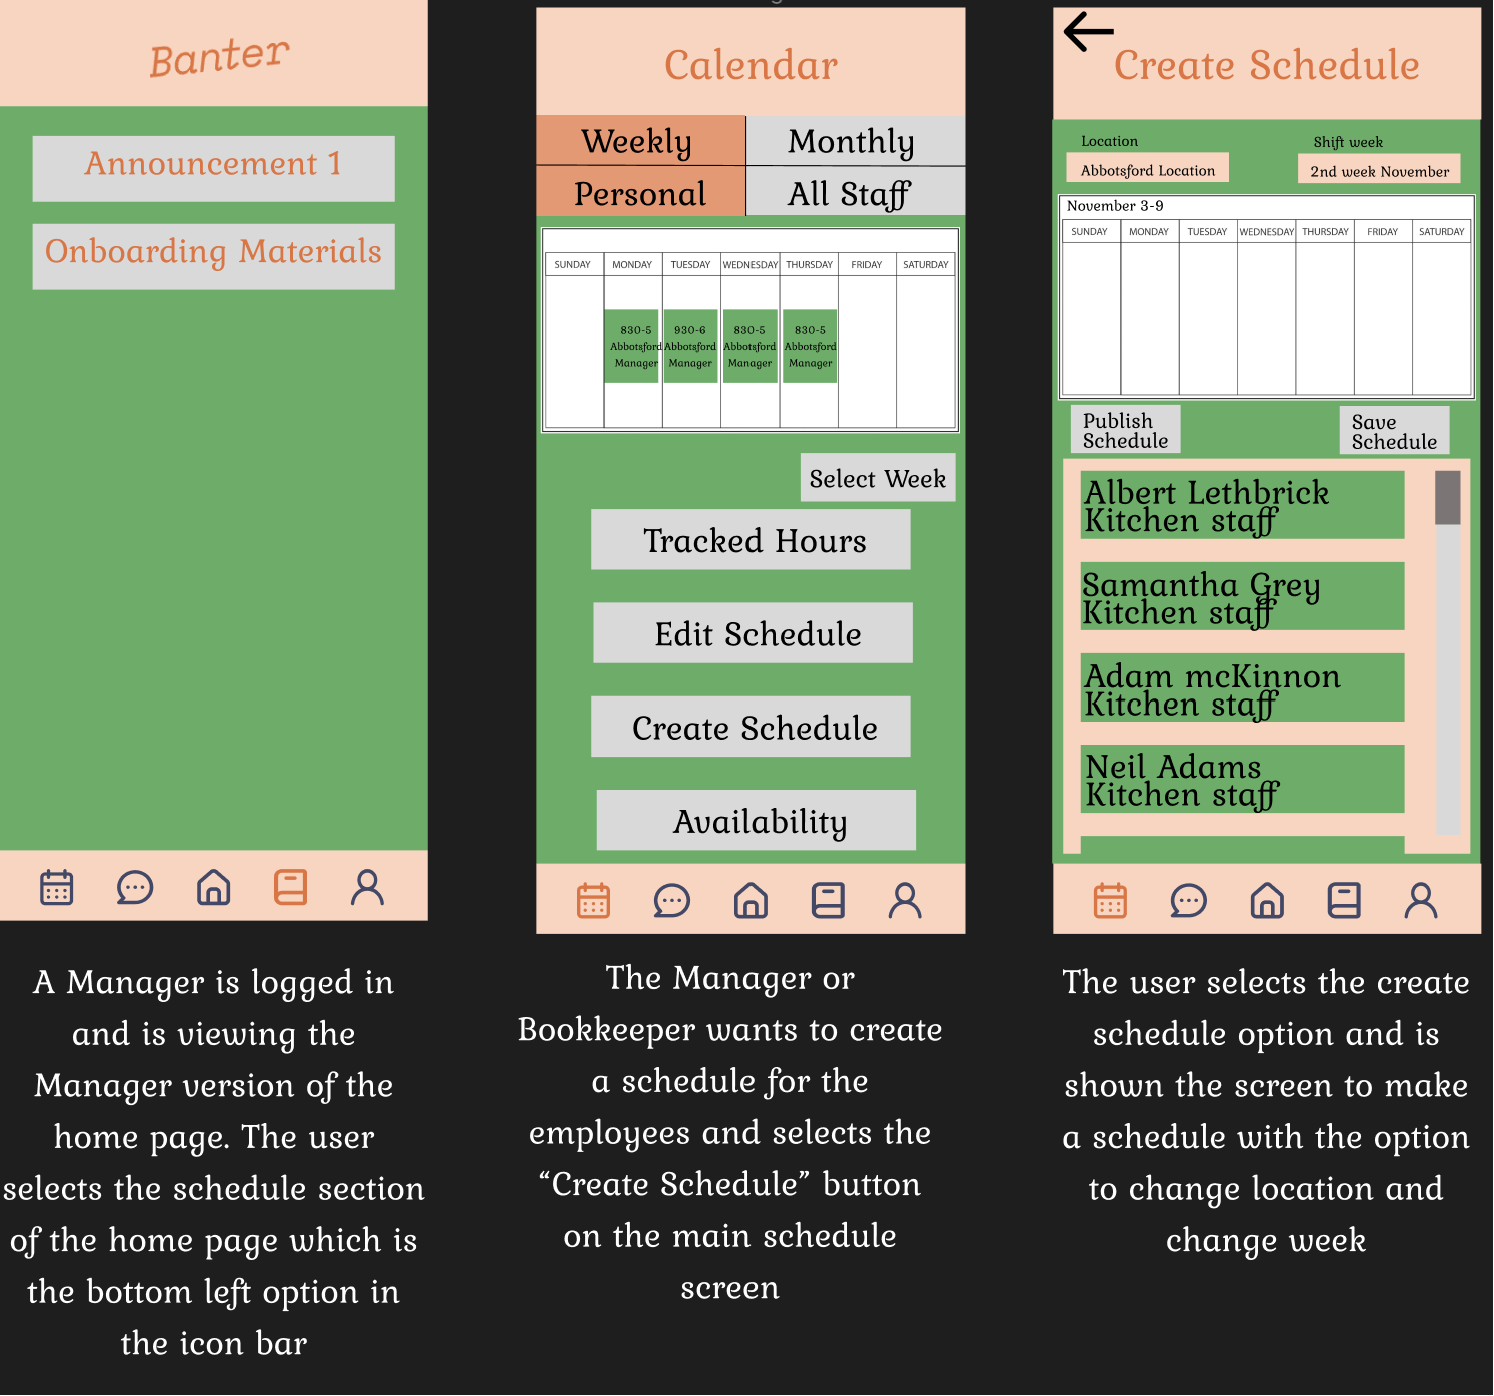 Banter
Announcement 1
Onboarding Materials
A Manager is logged in
and is viewing the
Manager version of the
home page. The user
selects the schedule section
of the home page which is
the bottom left option in
the icon bar
Calendar
Weekly Monthly
Personal All Staff
SUNDAY MONDAY TUESDAY WEDNESDAY THURSDAY FRIDAY SATURDAY
830-5 930-6 830-5 830-5
Abbotsford Abbotsford Abbotsford Abbotsford
Manager Manager Manager Manager
Select Week
Tracked Hours
Edit Schedule
Create Schedule
Availability
The Manager or
Bookkeeper wants to create
a schedule for the
employees and selects the
“Create Schedule” button
on the main schedule
screen
Create Schedule
Location Shift week
Abbotsford Location 2nd week November
November 3-9
SUNDAY MONDAY TUESDAY WEDNESDAY THURSDAY FRIDAY SATURDAY
Publish Save
Schedule Schedule
Albert Lethbrick
Kitchen staff
Samantha Grey
Kitchen staff
Adam mcKinnon
Kitchen staff
Neil Adams
Kitchen staff
The user selects the create
schedule option and is
shown the screen to make
a schedule with the option
to change location and
change week